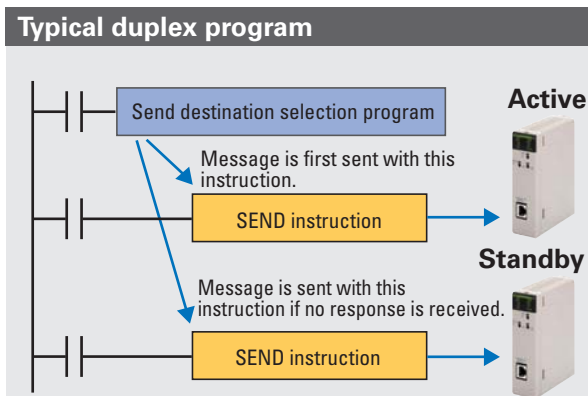 Typical duplex program
Send destination selection program
Active
Message is first sent with this
instruction.
SEND instruction
Standby
Message is sent with this
instruction if no response is received.
SEND instruction